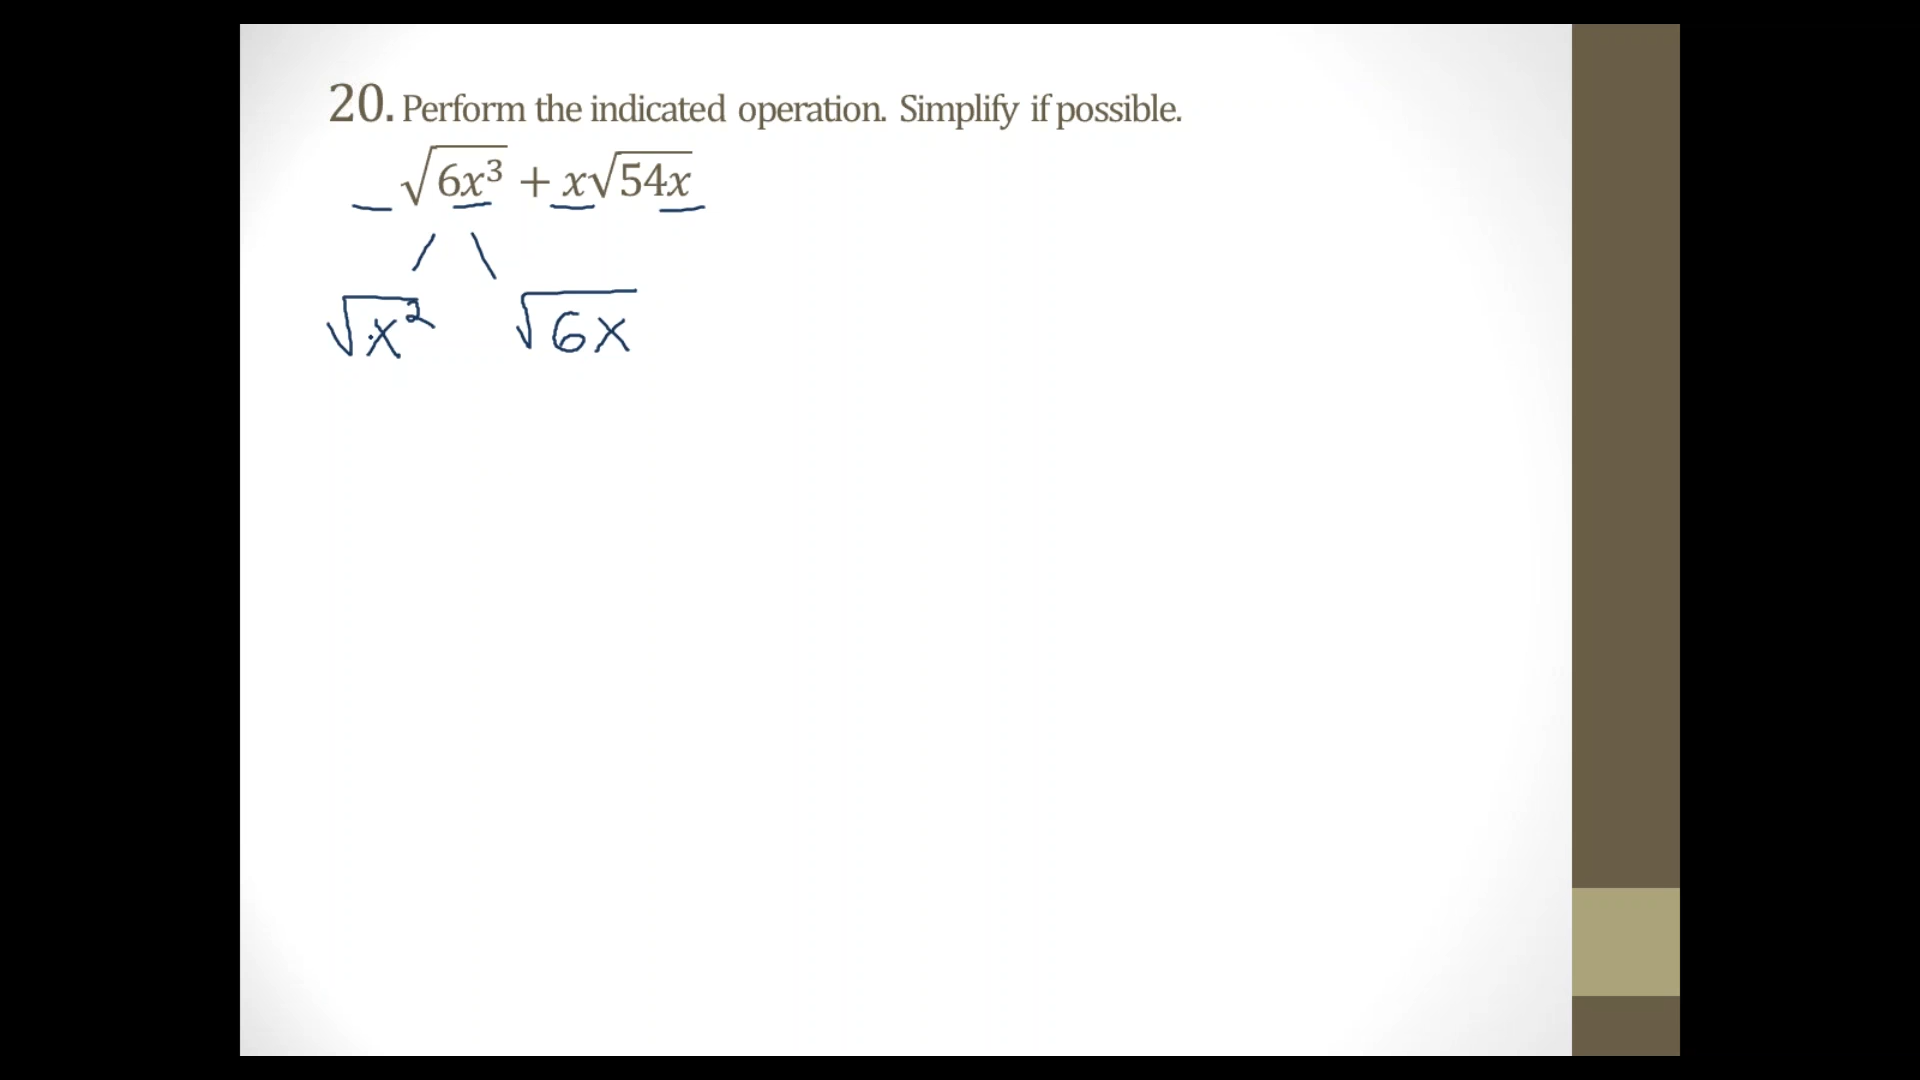 20. Perform the indicated operation. Simplify if possible.
√6x³ + x√54x
√x² √6x